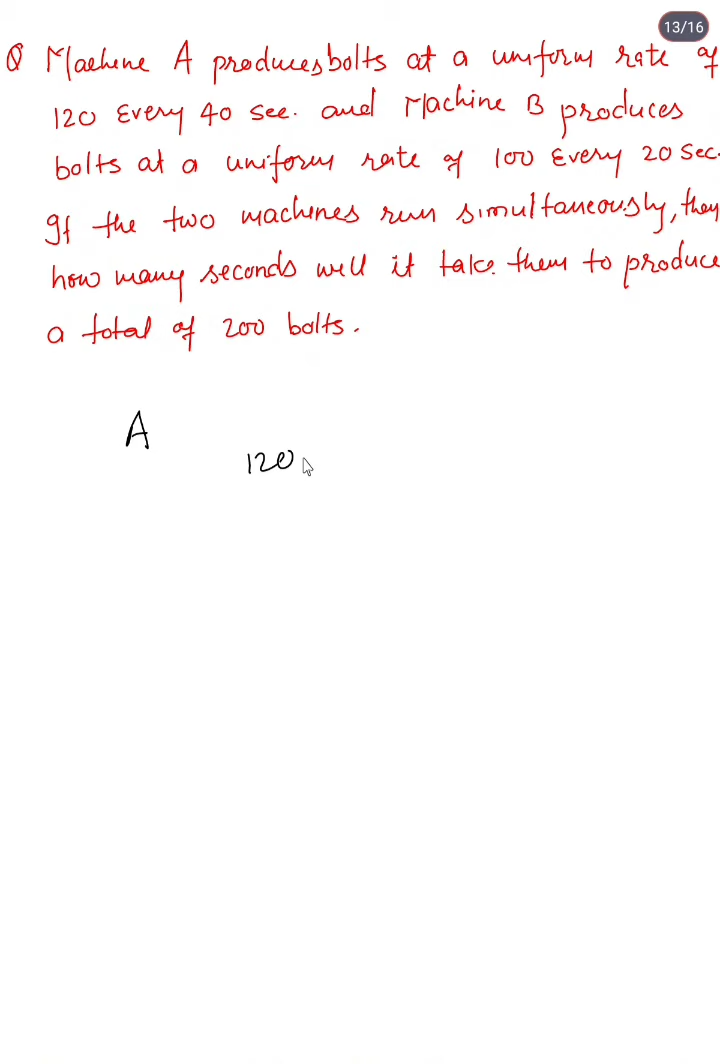 13/16
Q Machine A produces bolts at a uniform rate of
120 Every 40 sec. and Machine B produces
bolts at a uniform rate of 100 Every 20 sec.
If the two machines run simultaneously, they
how many seconds will it take them to produce
a total of 200 bolts.
A
120